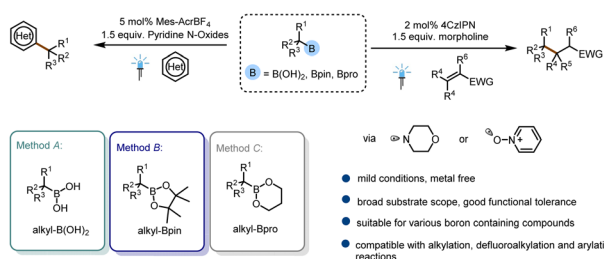 5 mol% Mes-AcrBF₄
1.5 equiv. Pyridine N-Oxides
Het
R¹
R²
R³
Het
R¹
R²
R³
B
B = B(OH)₂, Bpin, Bpro
2 mol% 4CzIPN
1.5 equiv. morpholine
R⁶
R⁴
EWG
R⁴
R¹
R⁶
R²
R³
EWG
R⁴
R⁵
Method A:
R¹
R²
R³
OH
B
OH
alkyl-B(OH)₂
Method B:
R¹
R²
R³
O
B
O
alkyl-Bpin
Method C:
R¹
R²
R³
O
B
O
alkyl-Bpro
via
N
O
or
O
N+
mild conditions, metal free
broad substrate scope, good functional tolerance
suitable for various boron containing compounds
compatible with alkylation, defluoroalkylation and arylati
reactions